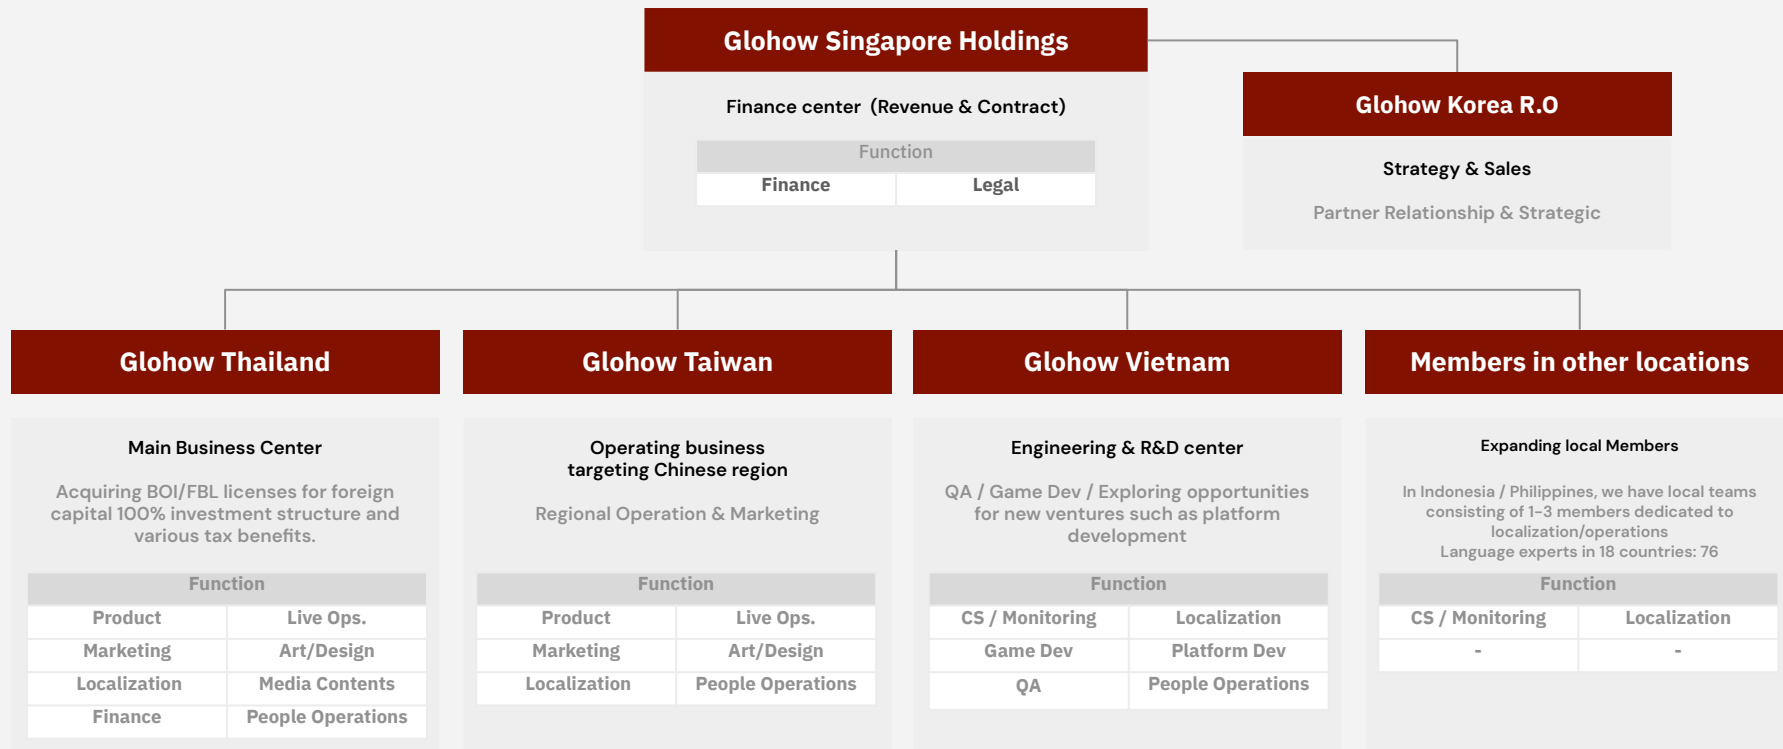 Glohow Singapore Holdings
Finance center (Revenue & Contract)
Function
Finance Legal
Glohow Korea R.O
Strategy & Sales
Partner Relationship & Strategic
Glohow Thailand
Main Business Center
Acquiring BOI/FBL licenses for foreign
capital 100% investment structure and
various tax benefits.
Function
Product Live Ops.
Marketing Art/Design
Localization Media Contents
Finance People Operations
Glohow Taiwan
Operating business
targeting Chinese region
Regional Operation & Marketing
Function
Product Live Ops.
Marketing Art/Design
Localization People Operations
Glohow Vietnam
Engineering & R&D center
QA / Game Dev / Exploring opportunities
for new ventures such as platform
development
Function
CS / Monitoring Localization
Game Dev Platform Dev
QA People Operations
Members in other locations
Expanding local Members
In Indonesia / Philippines, we have local teams
consisting of 1-3 members dedicated to
localization/operations
Language experts in 18 countries: 76
Function
CS / Monitoring Localization
- -